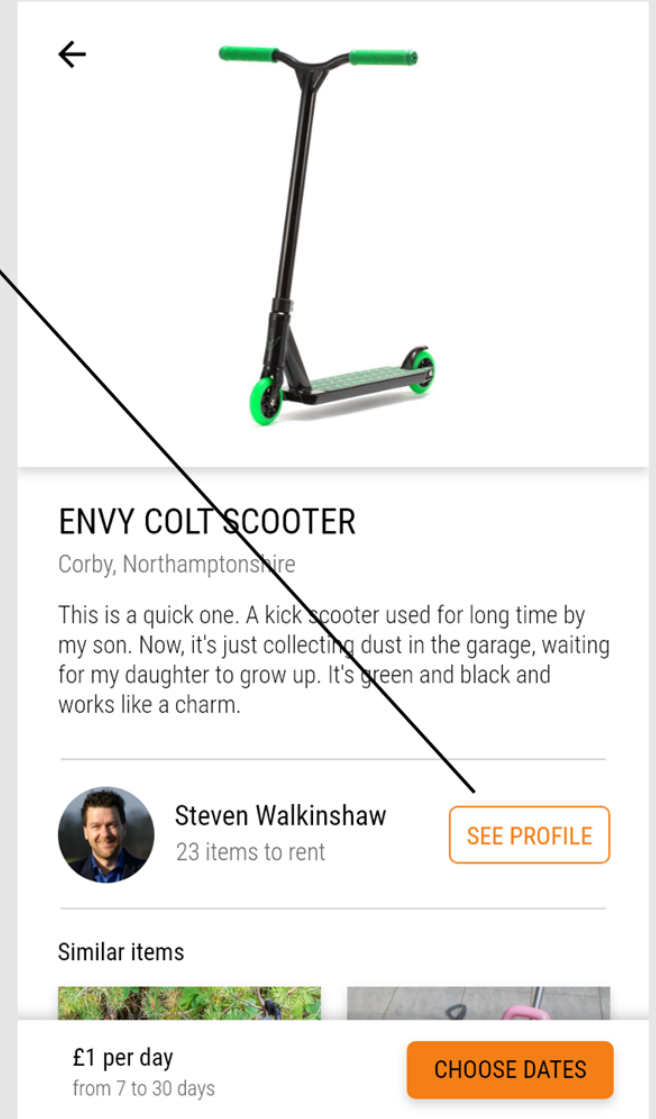 ENVY COLT SCOOTER
Corby, Northamptonshire
This is a quick one. A kick scooter used for long time by
my son. Now, it's just collecting dust in the garage, waiting
for my daughter to grow up. It's green and black and
works like a charm.
Steven Walkinshaw
23 items to rent
SEE PROFILE
Similar items
£1 per day
from 7 to 30 days
CHOOSE DATES